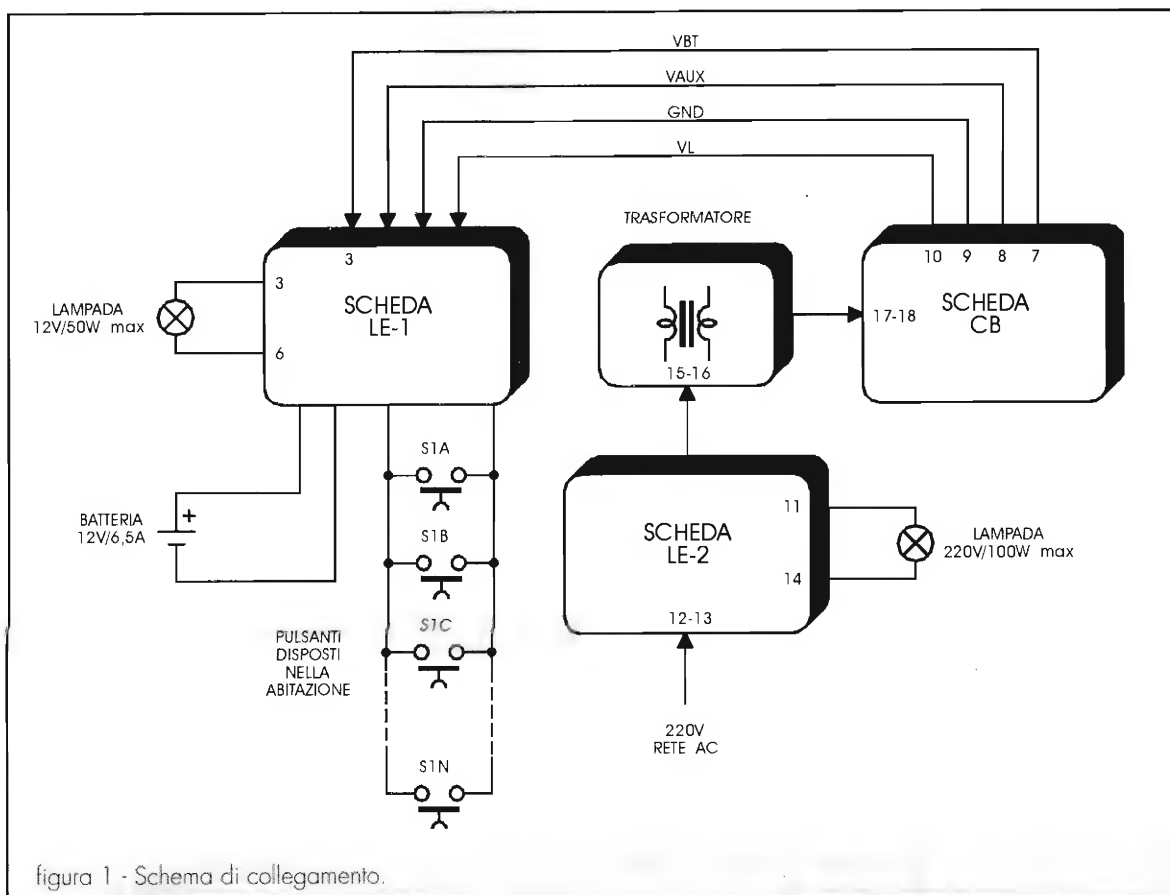 VBT
VAUX
GND
VL
TRASFORMATORE
10 9 8 7
3
3
SCHEDA
LE-1
LAMPADA
12V/50W max
6
SCHEDA
CB
17-18
15-16
S1A
BATTERIA
12V/6,5A
+
S1B
11
SCHEDA
LE-2
LAMPADA
220V/100W max
14
S1C
12-13
PULSANTI
DISPOSTI
NELLA
ABITAZIONE
220V
RETE AC
S1N
figura 1 - Schema di collegamento.